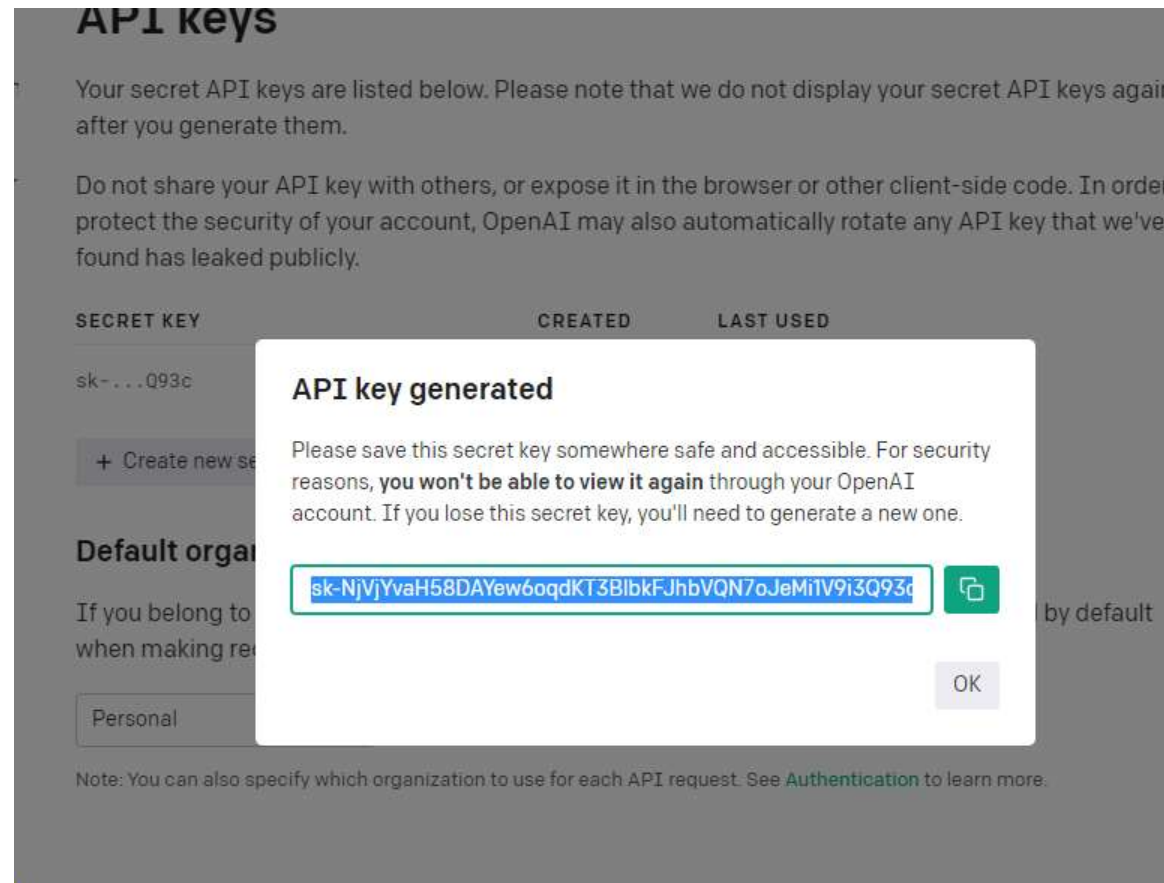 API keys
Your secret API keys are listed below. Please note that we do not display your secret API keys
after you generate them.
Do not share your API key with others, or expose it in the browser or other client-side code. In
protect the security of your account, OpenAI may also automatically rotate any API key that we've
found has leaked publicly.
SECRET KEY CREATED LAST USED
sk-...Q93c
API key generated
+ Create new
Please save this secret key somewhere safe and accessible. For security
reasons, you won't be able to view it again through your OpenAI
account. If you lose this secret key, you'll need to generate a new one.
Default
If you belong to
by default
when making
OK
Personal
Note: You can also specify which organization to use for each API request. See Authentication to learn more.